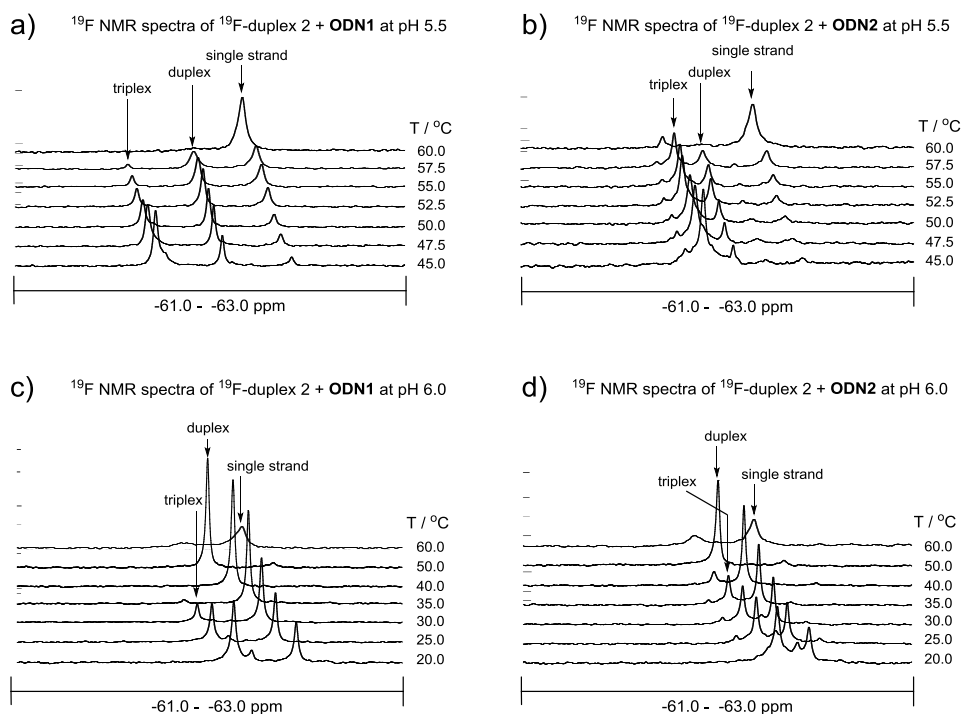 a) ¹⁹F NMR spectra of ¹⁹F-duplex 2 + ODN1 at pH 5.5
single strand
duplex
triplex
T / °C
60.0
57.5
55.0
52.5
50.0
47.5
45.0
-61.0 - -63.0 ppm
b) ¹⁹F NMR spectra of ¹⁹F-duplex 2 + ODN2 at pH 5.5
single strand
triplex duplex
T / °C
60.0
57.5
55.0
52.5
50.0
47.5
45.0
-61.0 - -63.0 ppm
c) ¹⁹F NMR spectra of ¹⁹F-duplex 2 + ODN1 at pH 6.0
duplex
single strand
triplex
T / °C
60.0
50.0
40.0
35.0
30.0
25.0
20.0
-61.0 - -63.0 ppm
d) ¹⁹F NMR spectra of ¹⁹F-duplex 2 + ODN2 at pH 6.0
duplex
triplex single strand
T / °C
60.0
50.0
40.0
35.0
30.0
25.0
20.0
-61.0 - -63.0 ppm